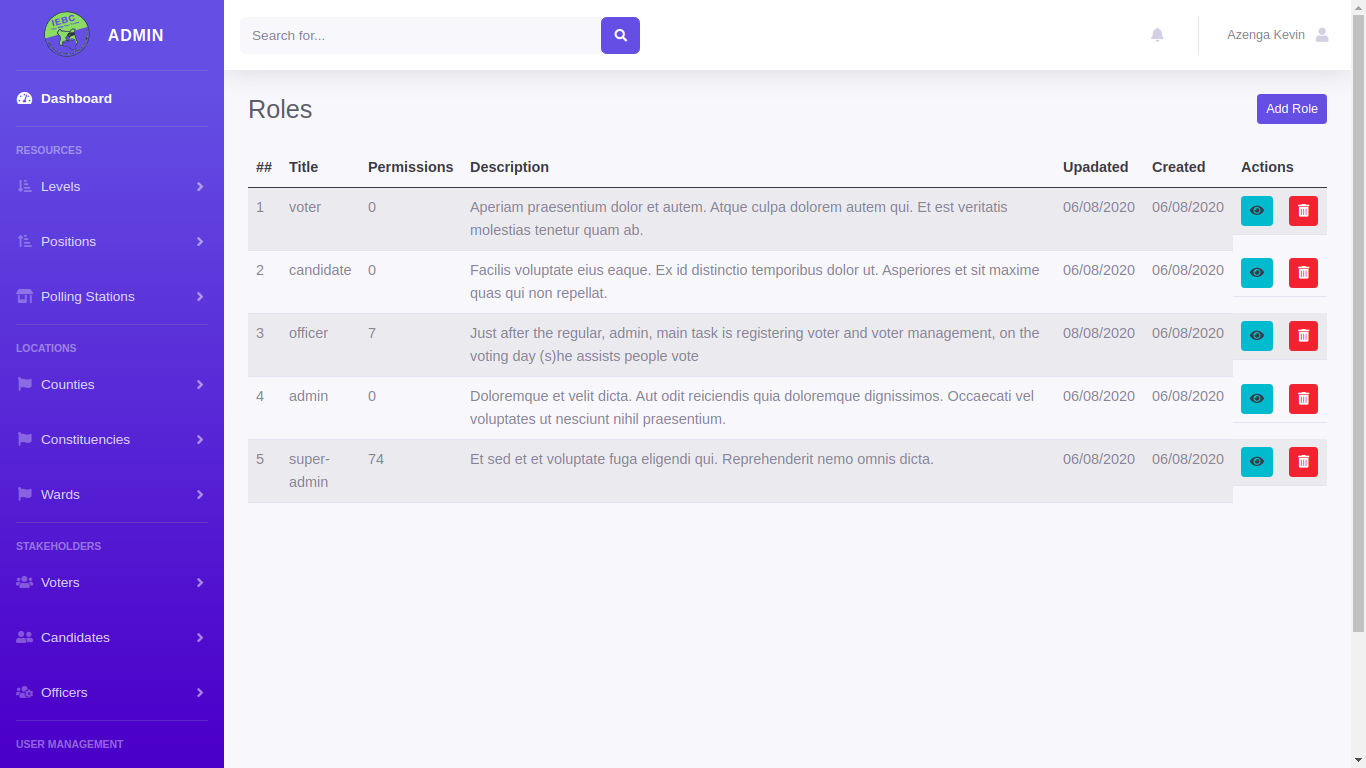 IEBC
ADMIN
Search for...
Azenga Kevin
Dashboard
RESOURCES
Levels
Positions
Polling Stations
LOCATIONS
Counties
Constituencies
Wards
STAKEHOLDERS
Voters
Candidates
Officers
USER MANAGEMENT
Roles
Add Role
## Title Permissions Description Upadated Created Actions
1 voter 0 Aperiam praesentium dolor et autem. Atque culpa dolorem autem qui. Et est veritatis 06/08/2020 06/08/2020
molestias tenetur quam ab.
2 candidate 0 Facilis voluptate eius eaque. Ex id distinctio temporibus dolor ut. Asperiores et sit maxime 06/08/2020 06/08/2020
quas qui non repellat.
3 officer 7 Just after the regular, admin, main task is registering voter and voter management, on the 08/08/2020 06/08/2020
voting day (s)he assists people vote
4 admin 0 Doloremque et velit dicta. Aut odit reiciendis quia doloremque dignissimos. Occaecati vel 06/08/2020 06/08/2020
voluptates ut nesciunt nihil praesentium.
5 super- 74 Et sed et et voluptate fuga eligendi qui. Reprehenderit nemo omnis dicta. 06/08/2020 06/08/2020
admin